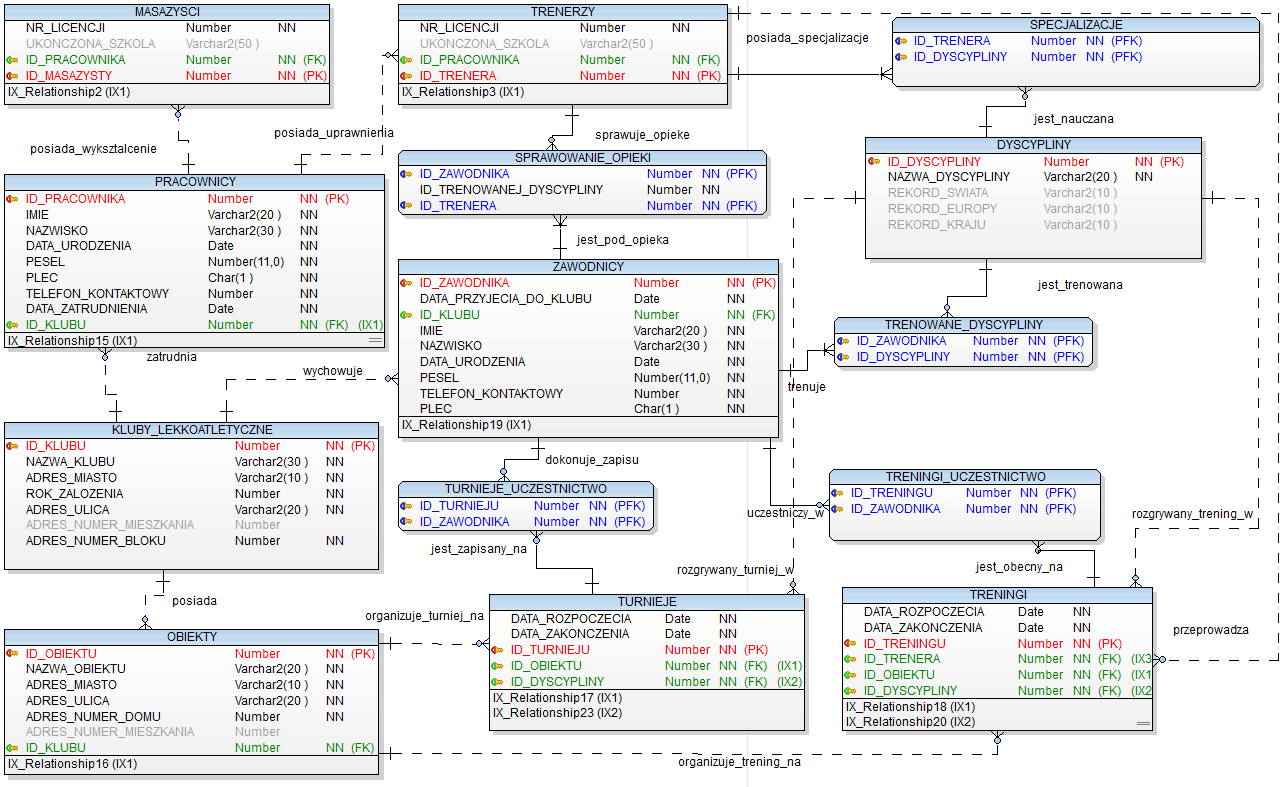 MASAZYSCI
NR_LICENCJI Number NN
UKONCZONA_SZKOLA Varchar2(50 )
ID_PRACOWNIKA Number NN (FK)
ID_MASAZYSTY Number NN (PK)
IX_Relationship2 (IX1)
TRENERZY
NR_LICENCJI Number NN
UKONCZONA_SZKOLA Varchar2(50 )
ID_PRACOWNIKA Number NN (FK)
ID_TRENERA Number NN (PK)
IX_Relationship3 (IX1)
posiada_specjalizacje
SPECJALIZACJE
ID_TRENERA Number NN (PFK)
ID_DYSCYPLINY Number NN (PFK)
posiada_wyksztalcenie
posiada_uprawnienia
sprawuje_opieke
jest_nauczana
PRACOWNICY
ID_PRACOWNIKA Number NN (PK)
IMIE Varchar2(20 ) NN
NAZWISKO Varchar2(30 ) NN
DATA_URODZENIA Date NN
PESEL Number(11,0) NN
PLEC Char(1 ) NN
TELEFON_KONTAKTOWY Number NN
DATA_ZATRUDNIENIA Date NN
ID_KLUBU Number NN (FK) (IX1)
IX_Relationship15 (IX1)
SPRAWOWANIE_OPIEKI
ID_ZAWODNIKA Number NN (PFK)
ID_TRENOWANEJ_DYSCYPLINY Number NN
ID_TRENERA Number NN (PFK)
DYSCYPLINY
ID_DYSCYPLINY Number NN (PK)
NAZWA_DYSCYPLINY Varchar2(20 ) NN
REKORD_SWIATA Varchar2(10 )
REKORD_EUROPY Varchar2(10 )
REKORD_KRAJU Varchar2(10 )
jest_pod_opieka
jest_trenowana
ZAWODNICY
ID_ZAWODNIKA Number NN (PK)
DATA_PRZYJECIA_DO_KLUBU Date NN
ID_KLUBU Number NN (FK)
IMIE Varchar2(20 ) NN
NAZWISKO Varchar2(30 ) NN
DATA_URODZENIA Date NN
PESEL Number(11,0) NN
TELEFON_KONTAKTOWY Number NN
PLEC Char(1 ) NN
IX_Relationship19 (IX1)
TRENOWANE_DYSCYPLINY
ID_ZAWODNIKA Number NN (PFK)
ID_DYSCYPLINY Number NN (PFK)
zatrudnia
wychowuje
trenuje
KLUBY_LEKKOATLETYCZNE
ID_KLUBU Number NN (PK)
NAZWA_KLUBU Varchar2(30 ) NN
ADRES_MIASTO Varchar2(10 ) NN
ROK_ZALOZENIA Number NN
ADRES_ULICA Varchar2(20 ) NN
ADRES_NUMER_MIESZKANIA Number
ADRES_NUMER_BLOKU Number NN
dokonuje_zapisu
TURNIEJE_UCZESTNICTWO
ID_TURNIEJU Number NN (PFK)
ID_ZAWODNIKA Number NN (PFK)
TRENINGI_UCZESTNICTWO
ID_TRENINGU Number NN (PFK)
ID_ZAWODNIKA Number NN (PFK)
uczestniczy_w
rozgrywany_trening_w
jest_zapisany_na
rozgrywany_turniej_w
jest_obecny_na
posiada
organizuje_turniej_na
przeprowadza
OBIEKTY
ID_OBIEKTU Number NN (PK)
NAZWA_OBIEKTU Varchar2(20 ) NN
ADRES_MIASTO Varchar2(10 ) NN
ADRES_ULICA Varchar2(20 ) NN
ADRES_NUMER_DOMU Number NN
ADRES_NUMER_MIESZKANIA Number
ID_KLUBU Number NN (FK)
IX_Relationship16 (IX1)
TURNIEJE
DATA_ROZPOCZECIA Date NN
DATA_ZAKONCZENIA Date NN
ID_TURNIEJU Number NN (PK)
ID_OBIEKTU Number NN (FK) (IX1)
ID_DYSCYPLINY Number NN (FK) (IX2)
IX_Relationship17 (IX1)
IX_Relationship23 (IX2)
TRENINGI
DATA_ROZPOCZECIA Date NN
DATA_ZAKONCZENIA Date NN
ID_TRENINGU Number NN (PK)
ID_TRENERA Number NN (FK) (IX3
ID_OBIEKTU Number NN (FK) (IX1
ID_DYSCYPLINY Number NN (FK) (IX2
IX_Relationship18 (IX1)
IX_Relationship20 (IX2)
organizuje_trening_na